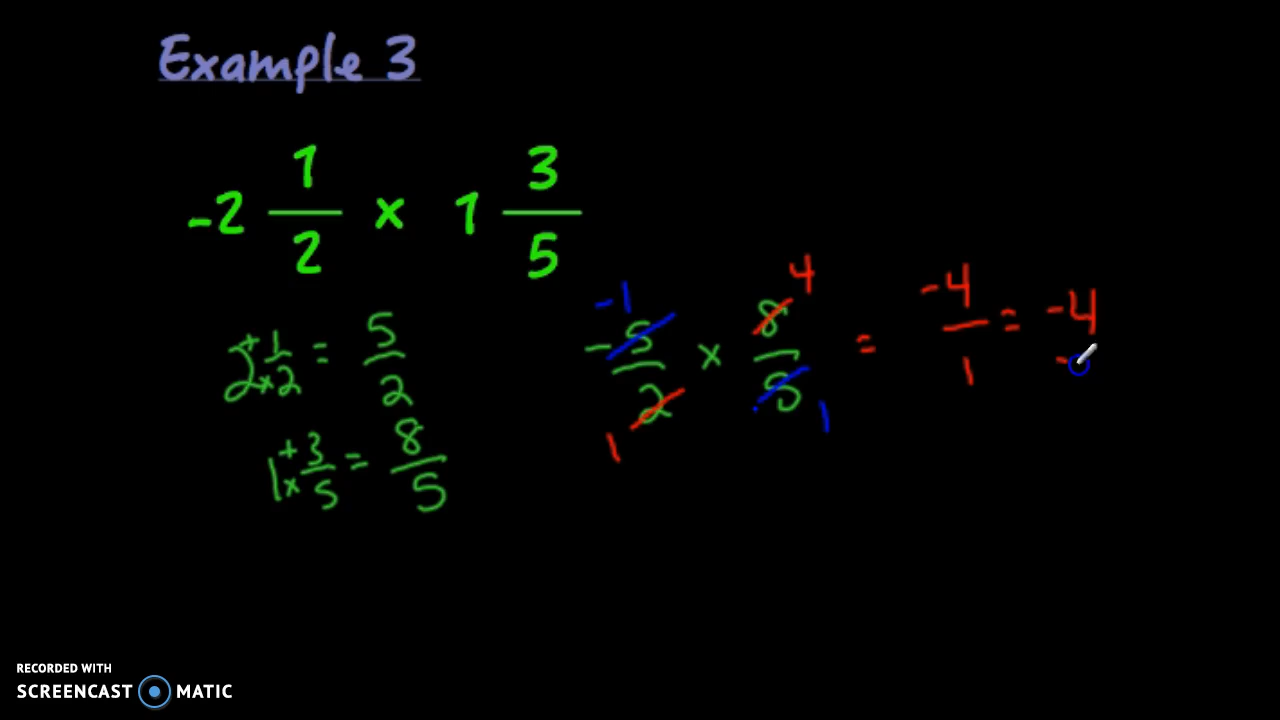 Example 3
-2 1/2 x 1 3/5
2 + 1/x 2 = 5/2
1 + 3/x 5 = 8/5
-1 4
- 5/2 x 8/5 = -4/1 = -4
1 1
-
RECORDED WITH
SCREENCAST MATIC